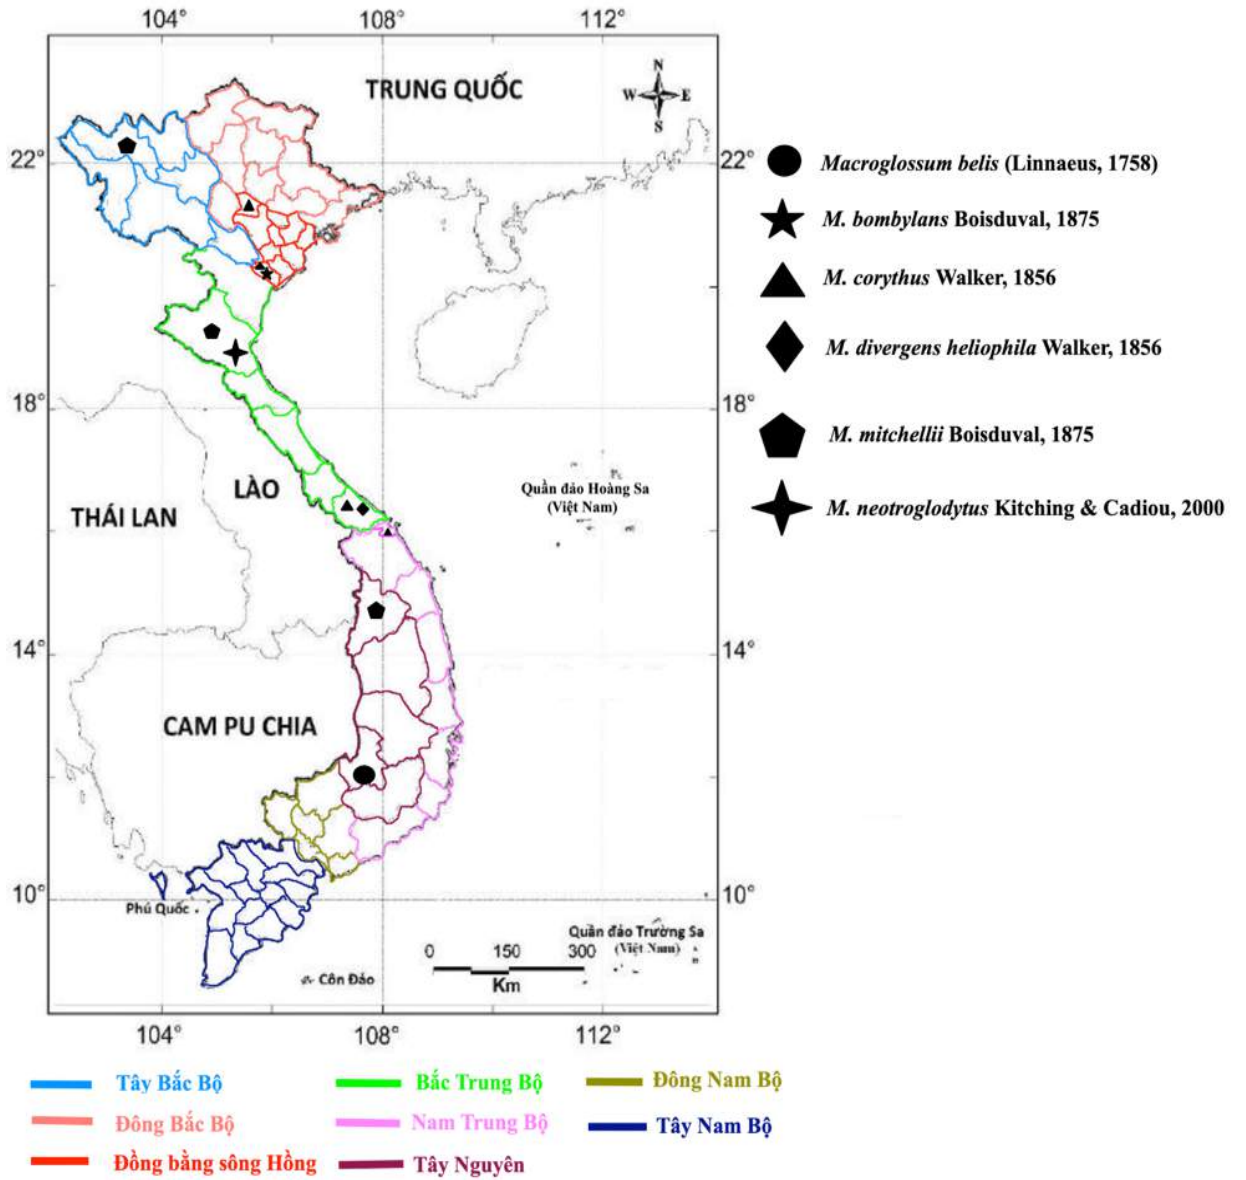 104° 108° 112°
TRUNG QUỐC
N
W E
S
22° 22°
Macroglossum belis (Linnaeus, 1758)
M. bombylans Boisduval, 1875
M. corythus Walker, 1856
M. divergens heliophila Walker, 1856
18° 18°
M. mitchellii Boisduval, 1875
LÀO
Quần đảo Hoàng Sa
(Việt Nam)
THÁI LAN
M. neotroglodytus Kitching & Cadiou, 2000
14° 14°
CAM PU CHIA
10° 10°
Phú Quốc
Quần đảo Trường Sa
(Việt Nam)
0 150 300
Km
Côn Đảo
104° 108° 112°
Tây Bắc Bộ
Bắc Trung Bộ
Đông Nam Bộ
Đông Bắc Bộ
Nam Trung Bộ
Tây Nam Bộ
Đồng bằng sông Hồng
Tây Nguyên